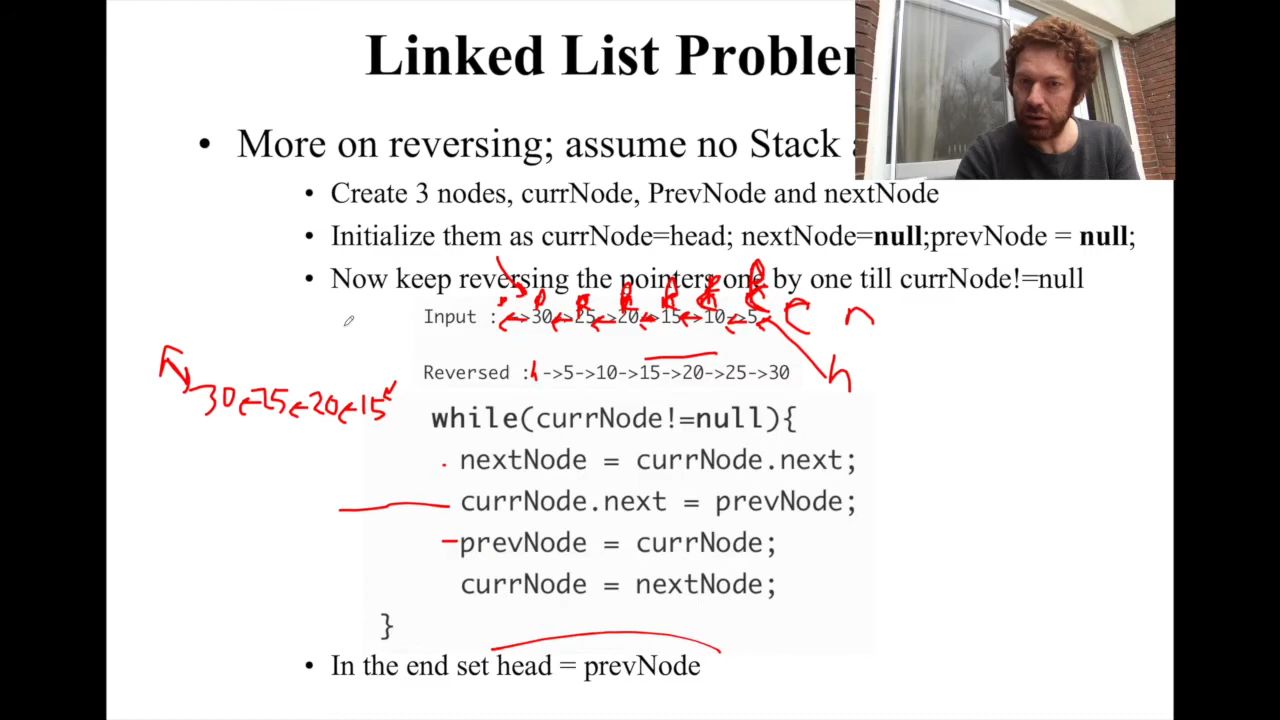 Linked List Problem
• More on reversing; assume no Stack
• Create 3 nodes, currNode, PrevNode and nextNode
• Initialize them as currNode=head; nextNode=null;prevNode = null;
• Now keep reversing the pointers one by one till currNode!=null
Input : ->30->25->20->15->10->5 C n
Reversed :h->5->10->15->20->25->30 h
30←25←20←15
while(currNode!=null){
nextNode = currNode.next;
currNode.next = prevNode;
prevNode = currNode;
currNode = nextNode;
}
• In the end set head = prevNode